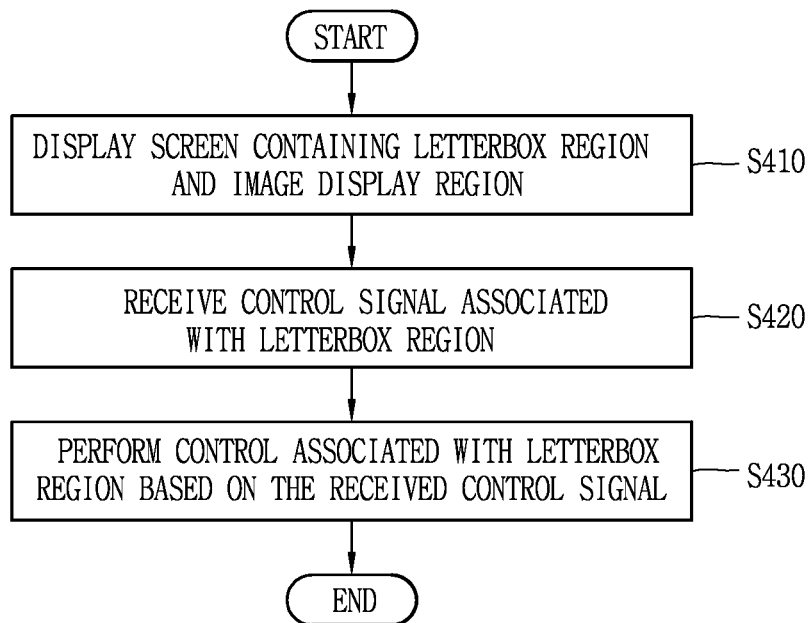 START
DISPLAY SCREEN CONTAINING LETTERBOX REGION
AND IMAGE DISPLAY REGION
S410
RECEIVE CONTROL SIGNAL ASSOCIATED
WITH LETTERBOX REGION
S420
PERFORM CONTROL ASSOCIATED WITH LETTERBOX
REGION BASED ON THE RECEIVED CONTROL SIGNAL
S430
END